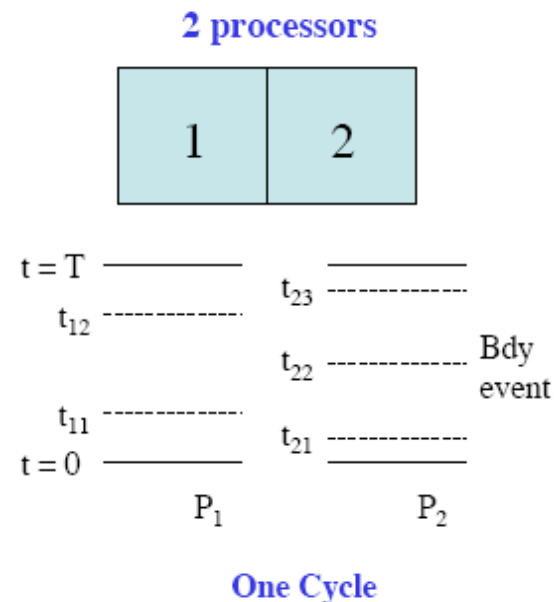 2 processors
1 2
t = T
t₂₃
t₁₂
Bdy
t₂₂
event
t₁₁
t₂₁
t = 0
P₁ P₂
One Cycle